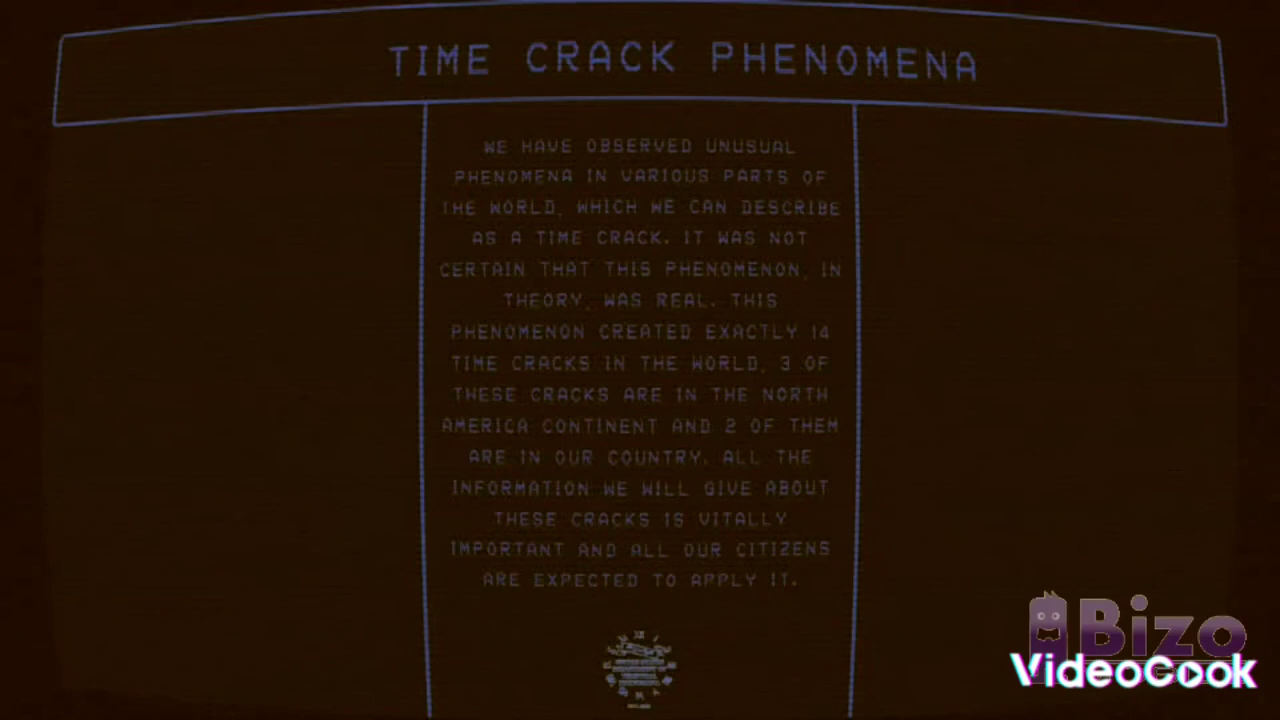 TIME CRACK PHENOMENA
WE HAVE OBSERVED UNUSUAL
PHENOMENA IN VARIOUS PARTS OF
THE WORLD, WHICH WE CAN DESCRIBE
AS A TIME CRACK. IT WAS NOT
CERTAIN THAT THIS PHENOMENON, IN
THEORY, WAS REAL. THIS
PHENOMENON CREATED EXACTLY 14
TIME CRACKS IN THE WORLD, 3 OF
THESE CRACKS ARE IN THE NORTH
AMERICA CONTINENT AND 2 OF THEM
ARE IN OUR COUNTRY. ALL THE
INFORMATION WE WILL GIVE ABOUT
THESE CRACKS IS VITALLY
IMPORTANT AND ALL OUR CITIZENS
ARE EXPECTED TO APPLY IT.
Bizo
VideoCook